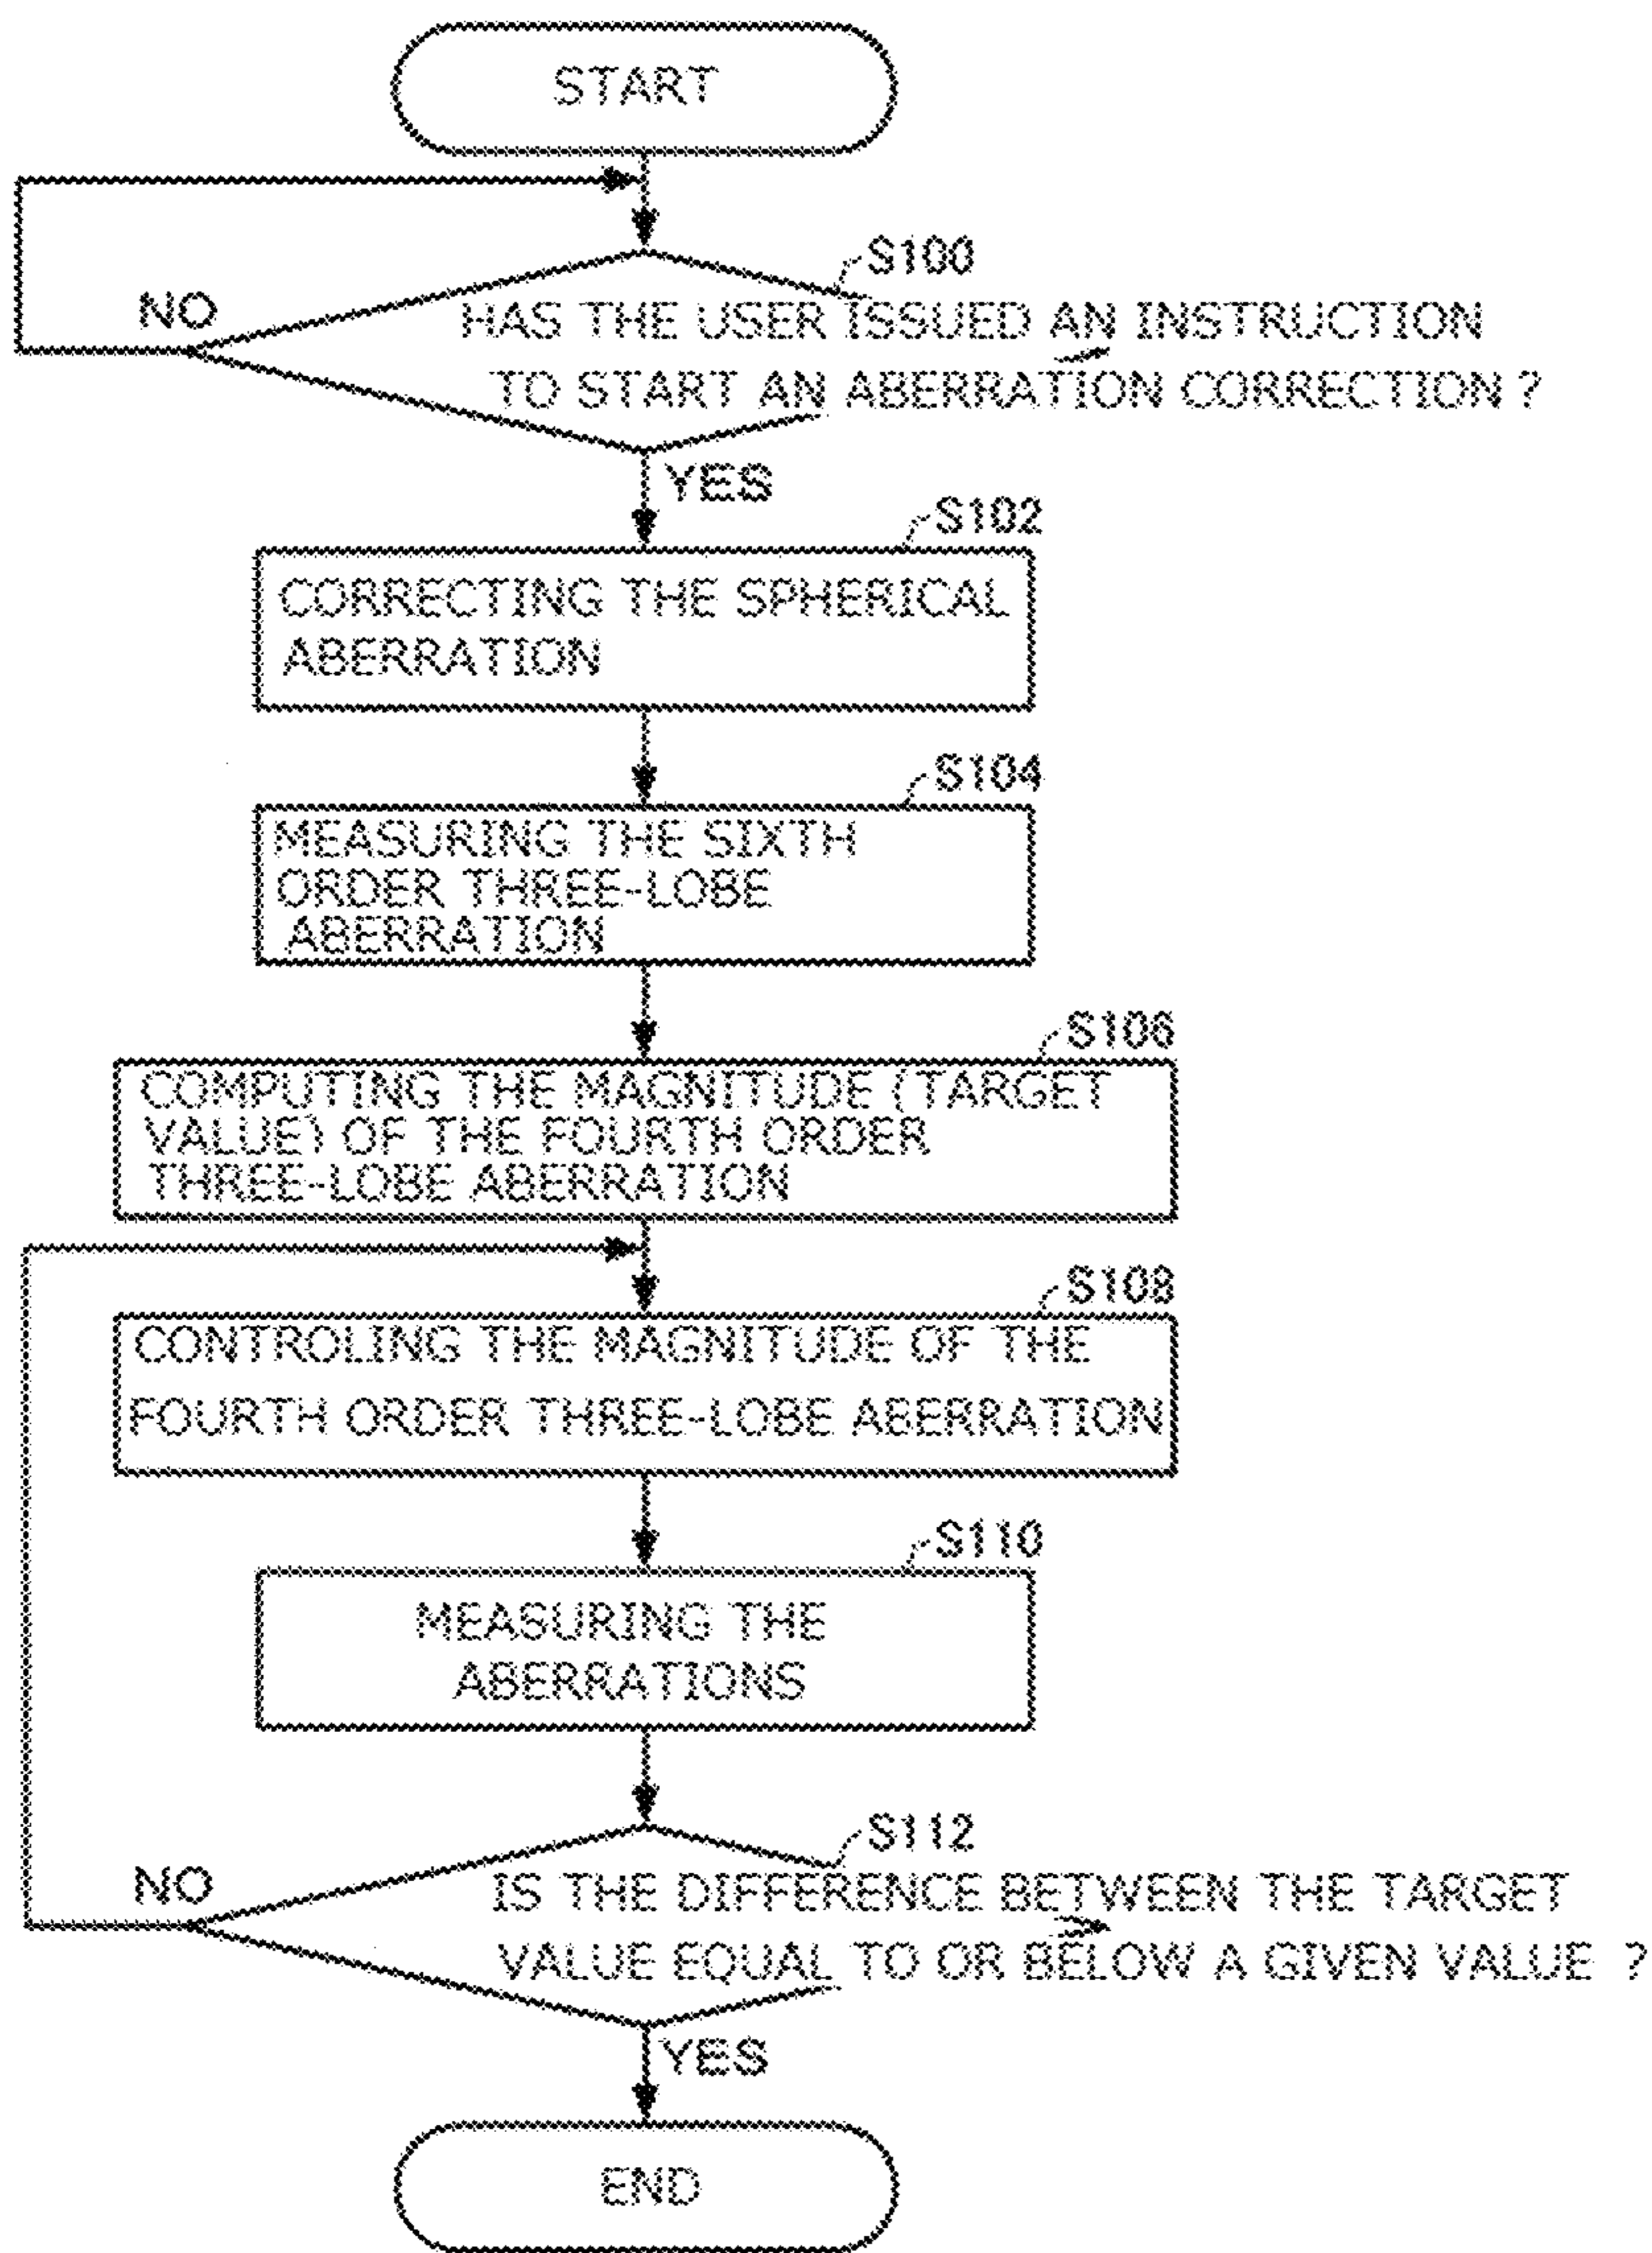 START
S100
NO
HAS THE USER ISSUED AN INSTRUCTION
TO START AN ABERRATION CORRECTION ?
YES
S102
CORRECTING THE SPHERICAL
ABERRATION
S104
MEASURING THE SIXTH
ORDER THREE-LOBE
ABERRATION
S106
COMPUTING THE MAGNITUDE (TARGET
VALUE) OF THE FOURTH ORDER
THREE-LOBE ABERRATION
S108
CONTROLING THE MAGNITUDE OF THE
FOURTH ORDER THREE-LOBE ABERRATION
S110
MEASURING THE
ABERRATIONS
S112
NO
IS THE DIFFERENCE BETWEEN THE TARGET
VALUE EQUAL TO OR BELOW A GIVEN VALUE ?
YES
END